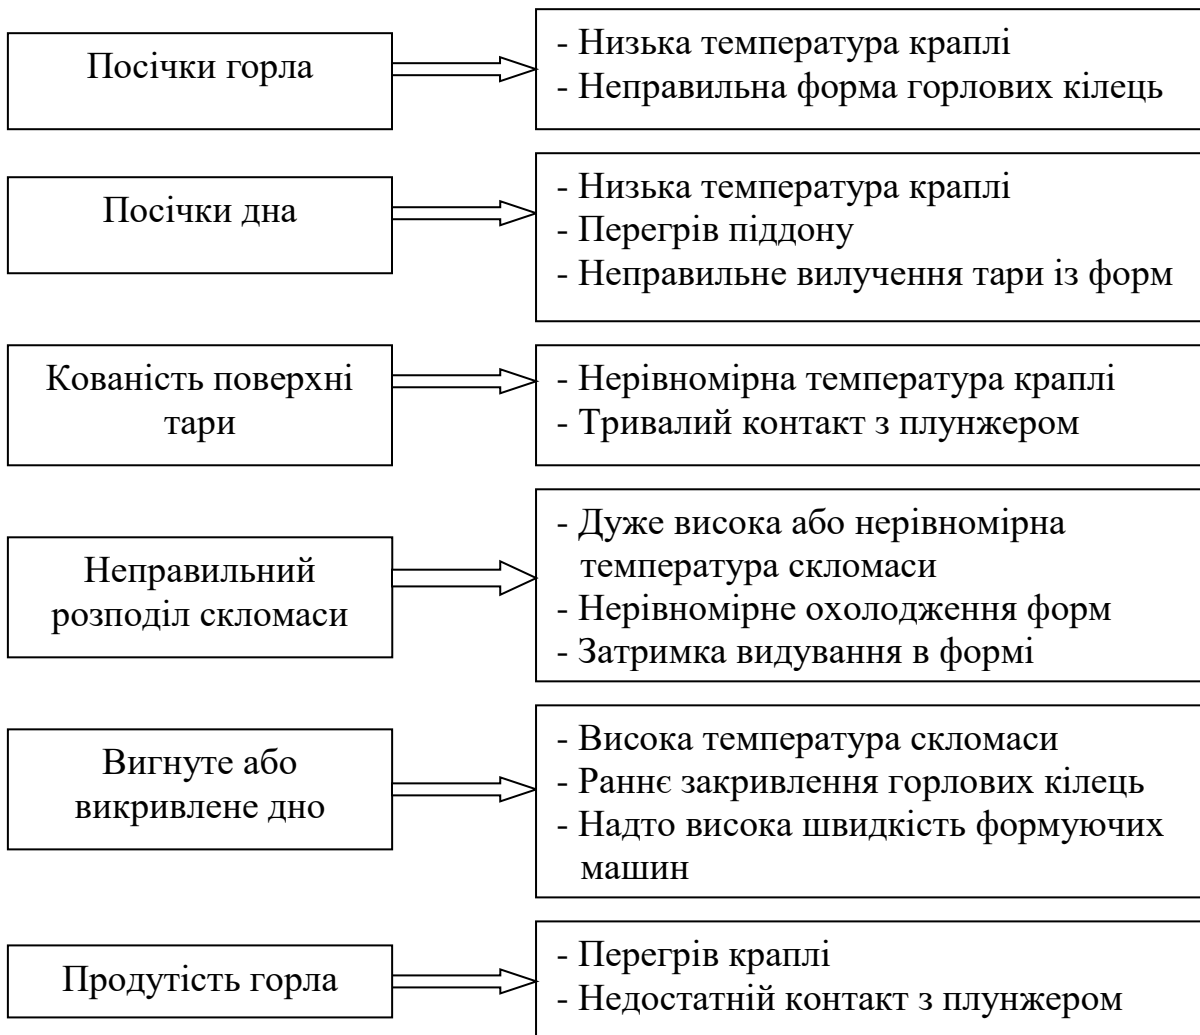 Посічки горла
- Низька температура краплі
- Неправильна форма горлових кілець
Посічки дна
- Низька температура краплі
- Перегрів піддону
- Неправильне вилучення тари із форм
Кованість поверхні
тари
- Нерівномірна температура краплі
- Тривалий контакт з плунжером
Неправильний
розподіл скломаси
- Дуже висока або нерівномірна
температура скломаси
- Нерівномірне охолодження форм
- Затримка видування в формі
Вигнуте або
викривлене дно
- Висока температура скломаси
- Раннє закривлення горлових кілець
- Надто висока швидкість формуючих
машин
Продутість горла
- Перегрів краплі
- Недостатній контакт з плунжером